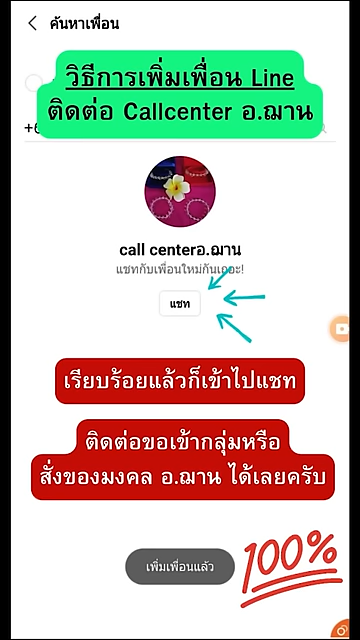 ค้นหาเพื่อน
วิธีการเพิ่มเพื่อน Line
ติดต่อ Callcenter อ.ฌาน
call centerอ.ฌาน
แชทกับเพื่อนใหม่กันเถอะ!
แชท
เรียบร้อยแล้วก็เข้าไปแชท
ติดต่อขอเข้ากลุ่มหรือ
สั่งของมงคล อ.ฌาน ได้เลยครับ
เพิ่มเพื่อนแล้ว
100%